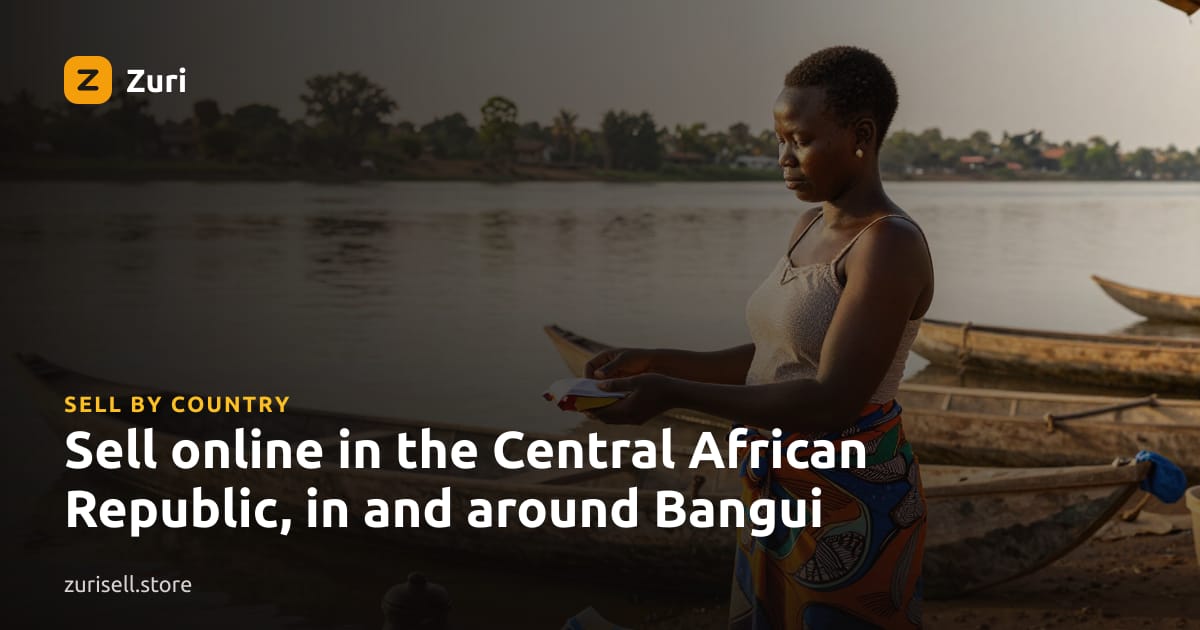 Z
Zuri
SELL BY COUNTRY
Sell online in the Central African
Republic, in and around Bangui
zurisell.store